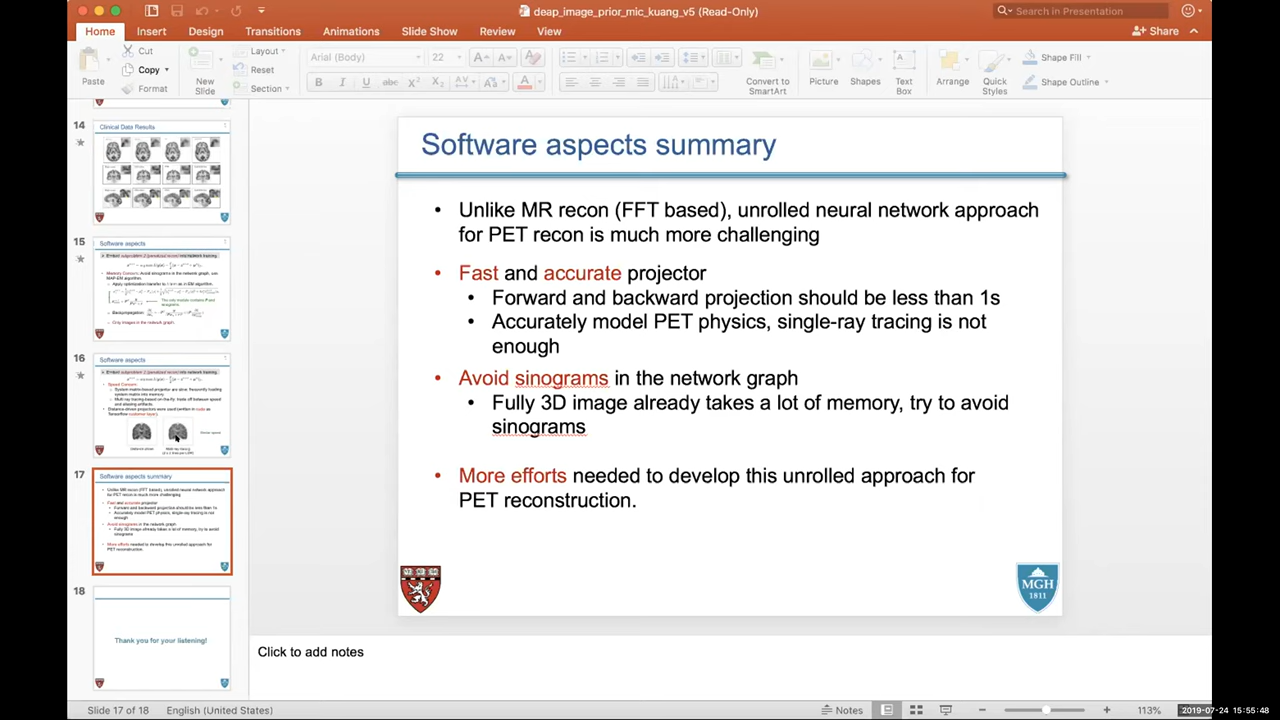 deap_image_prior_mic_kuang_v5 (Read-Only)
Search in Presentation
Home Insert Design Transitions Animations Slide Show Review View
Share
Paste
Cut
Copy
Format
New Slide
Layout
Reset
Section
Arial (Body)
22
Convert to SmartArt
Picture
Shapes
Text Box
Arrange
Quick Styles
Shape Fill
Shape Outline
14
Clinical Data Results
15
Software aspects
16
Software aspects
17
Software aspects summary
18
Thank you for your listening!
Software aspects summary
• Unlike MR recon (FFT based), unrolled neural network approach
for PET recon is much more challenging
• Fast and accurate projector
• Forward and backward projection should be less than 1s
• Accurately model PET physics, single-ray tracing is not
enough
• Avoid sinograms in the network graph
• Fully 3D image already takes a lot of memory, try to avoid
sinograms
• More efforts needed to develop this unrolled approach for
PET reconstruction.
MGH
1811
Click to add notes
Slide 17 of 18
English (United States)
Notes
113%
2019-07-24 15:55:48